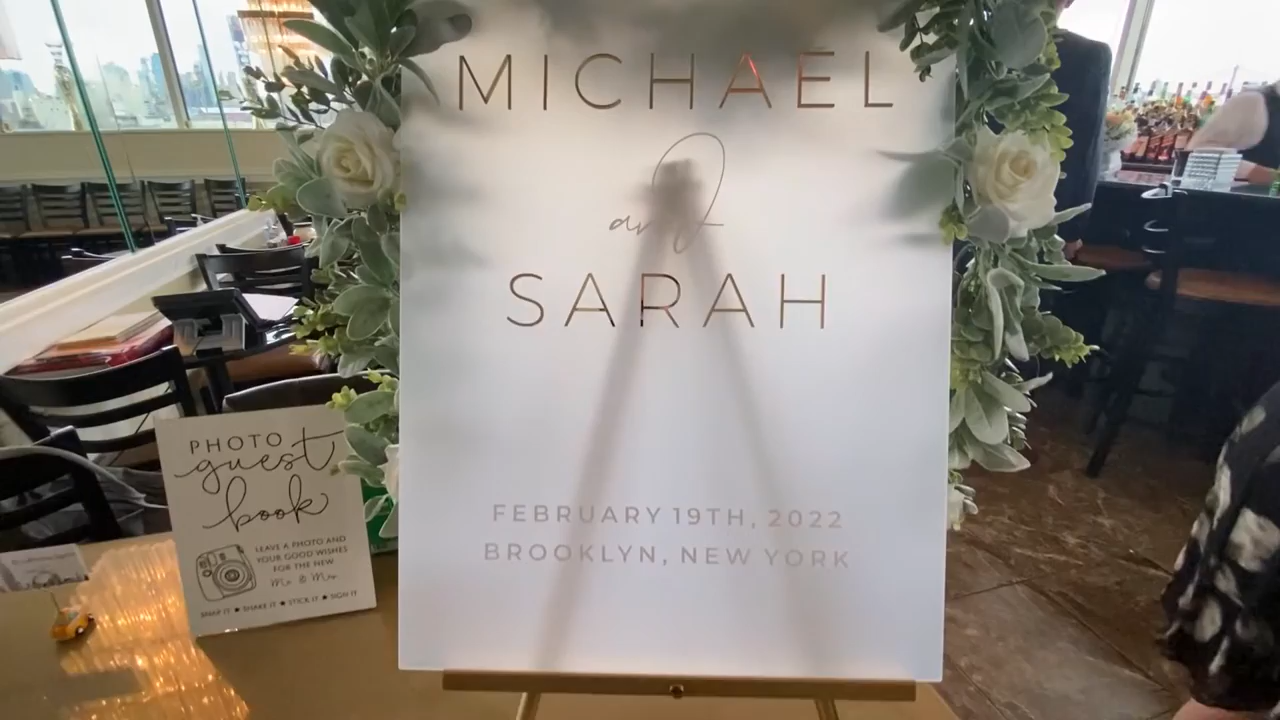 MICHAEL
and
SARAH
FEBRUARY 19TH, 2022
BROOKLYN, NEW YORK
PHOTO
guest
book
LEAVE A PHOTO AND
YOUR GOOD WISHES
FOR THE NEW
Mr. & Mrs.
SNAP IT ★ SHAKE IT ★ STICK IT ★ SIGN IT